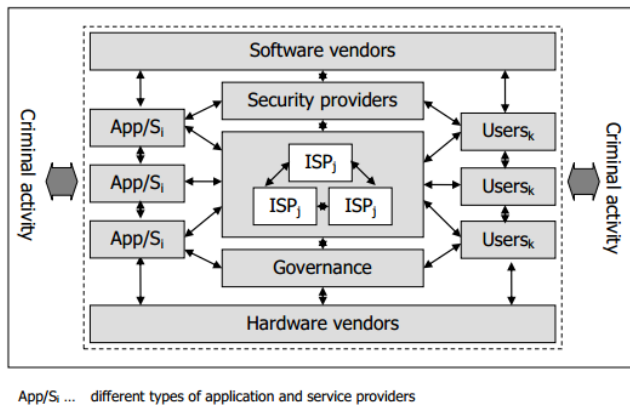 Software vendors
Security providers
Criminal activity
App/Sᵢ
App/Sᵢ
App/Sᵢ
ISPⱼ
ISPⱼ
ISPⱼ
Usersₖ
Usersₖ
Usersₖ
Criminal activity
Governance
Hardware vendors
App/Sᵢ ... different types of application and service providers